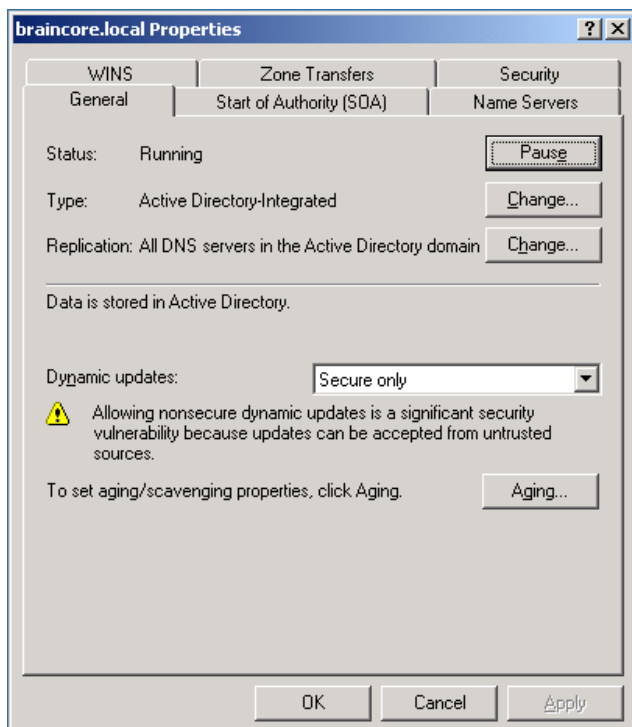 braincore.local Properties
WINS Zone Transfers Security
General Start of Authority (SOA) Name Servers
Status: Running Pause
Type: Active Directory-Integrated Change...
Replication: All DNS servers in the Active Directory domain Change...
Data is stored in Active Directory.
Dynamic updates: Secure only
Allowing nonsecure dynamic updates is a significant security
vulnerability because updates can be accepted from untrusted
sources.
To set aging/scavenging properties, click Aging. Aging...
OK Cancel Apply